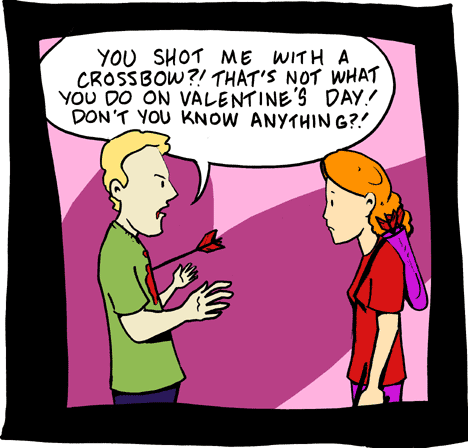 YOU SHOT ME WITH A
CROSSBOW?! THAT'S NOT WHAT
YOU DO ON VALENTINE'S DAY!
DON'T YOU KNOW ANYTHING?!